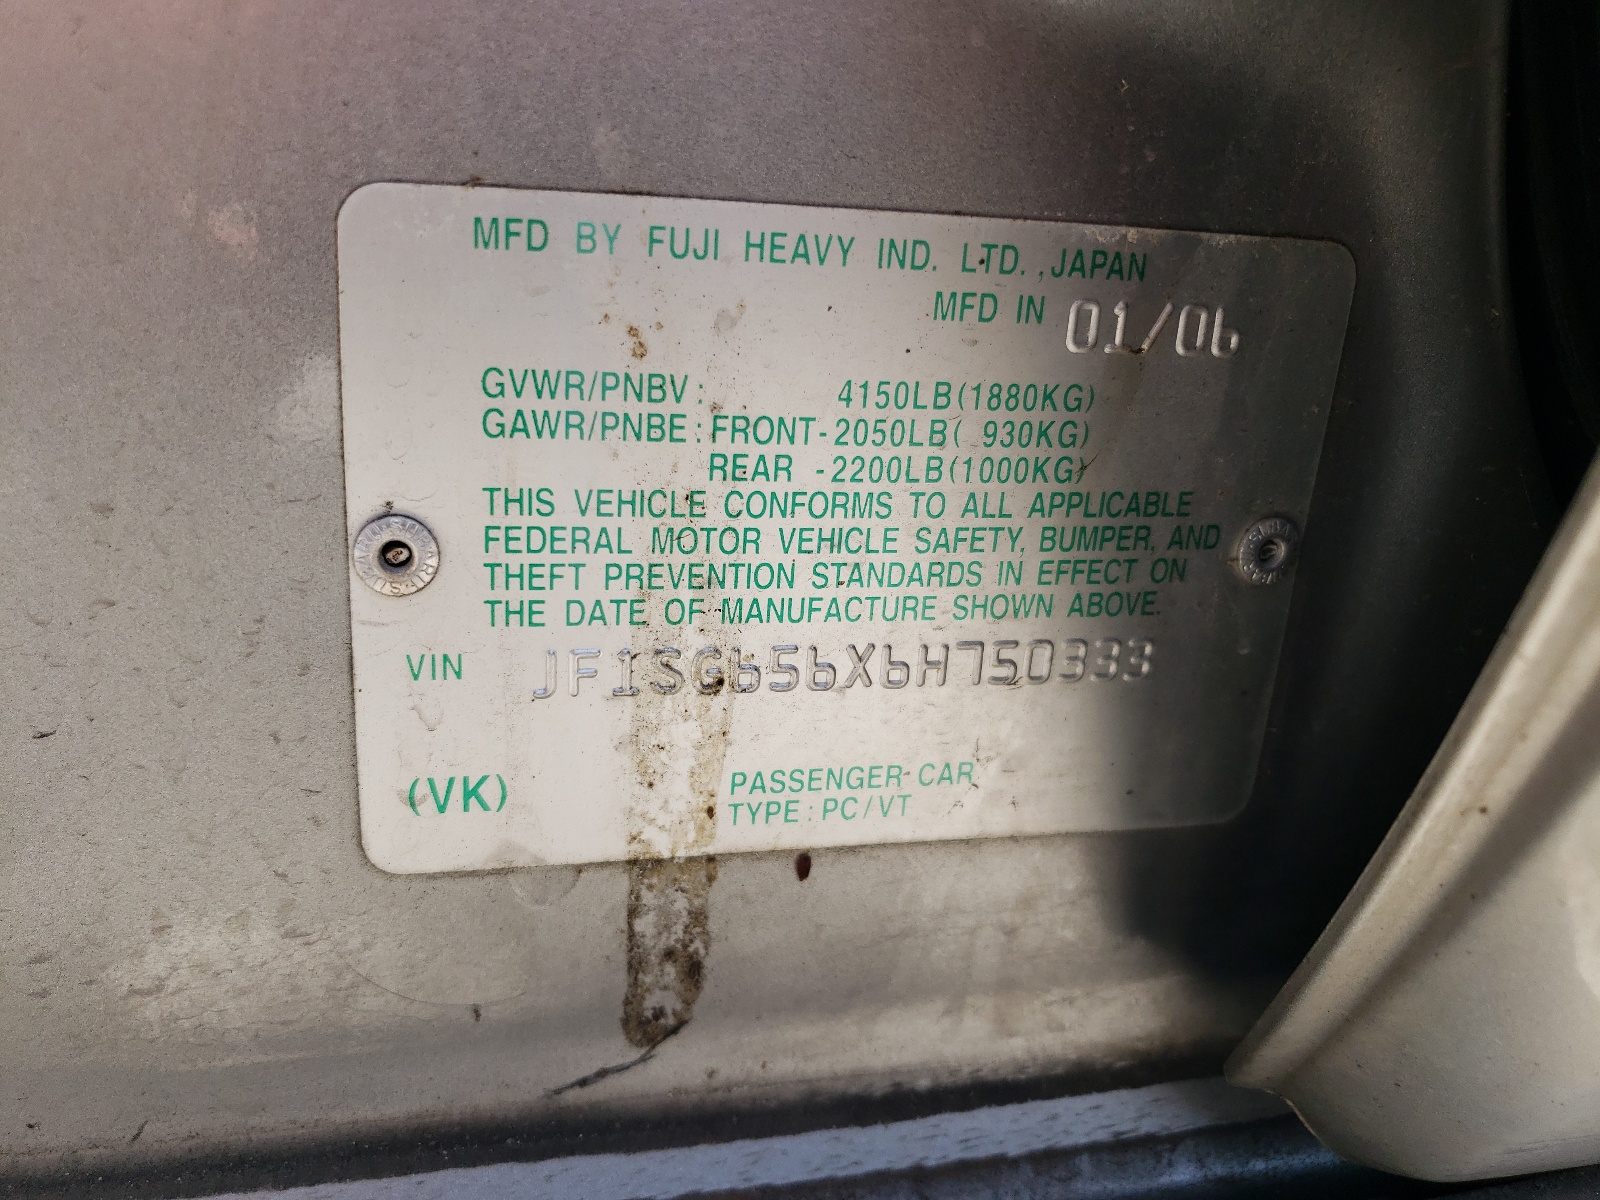 MFD BY FUJI HEAVY IND. LTD. ,JAPAN
MFD IN 01/06
GVWR/PNBV: 4150LB(1880KG)
GAWR/PNBE:FRONT-2050LB( 930KG)
REAR -2200LB(1000KG)
THIS VEHICLE CONFORMS TO ALL APPLICABLE
FEDERAL MOTOR VEHICLE SAFETY, BUMPER, AND
THEFT PREVENTION STANDARDS IN EFFECT ON
THE DATE OF MANUFACTURE SHOWN ABOVE.
VIN JF1SG656X6H750333
(VK)
PASSENGER CAR
TYPE:PC/VT